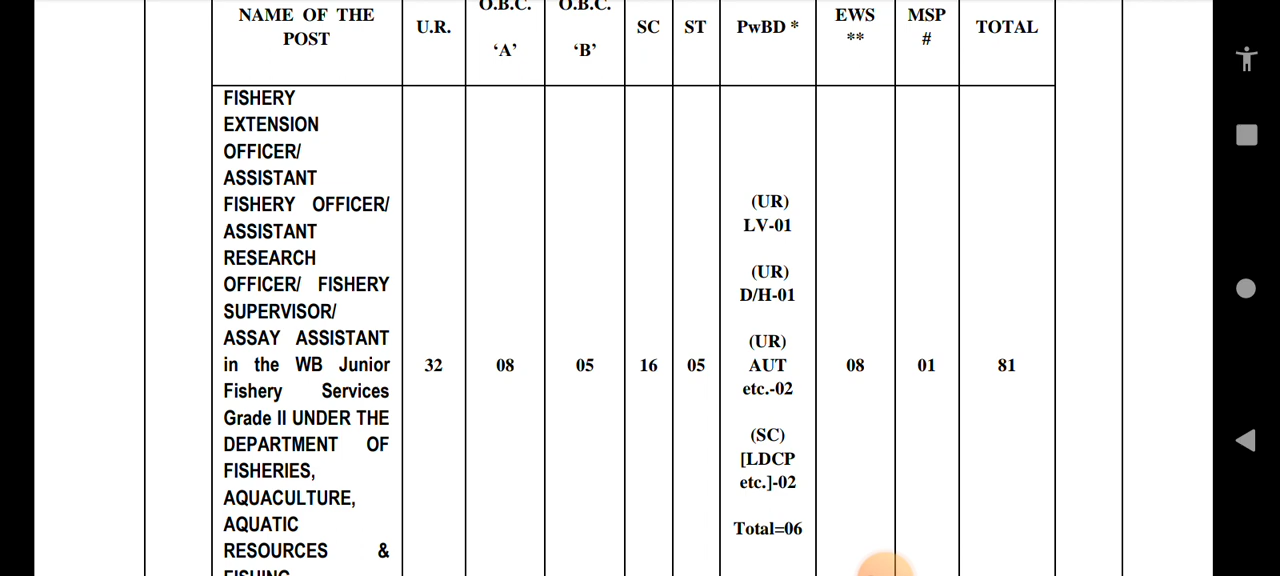 NAME OF THE POST
U.R.
O.B.C. ‘A’
O.B.C. ‘B’
SC
ST
PwBD *
EWS **
MSP #
TOTAL
FISHERY
EXTENSION
OFFICER/
ASSISTANT
FISHERY OFFICER/
ASSISTANT
RESEARCH
OFFICER/ FISHERY
SUPERVISOR/
ASSAY ASSISTANT
in the WB Junior
Fishery Services
Grade II UNDER THE
DEPARTMENT OF
FISHERIES,
AQUACULTURE,
AQUATIC
RESOURCES &
FISHING
32
08
05
16
05
(UR)
LV-01
(UR)
D/H-01
(UR)
AUT
etc.-02
(SC)
[LDCP
etc.]-02
Total=06
08
01
81